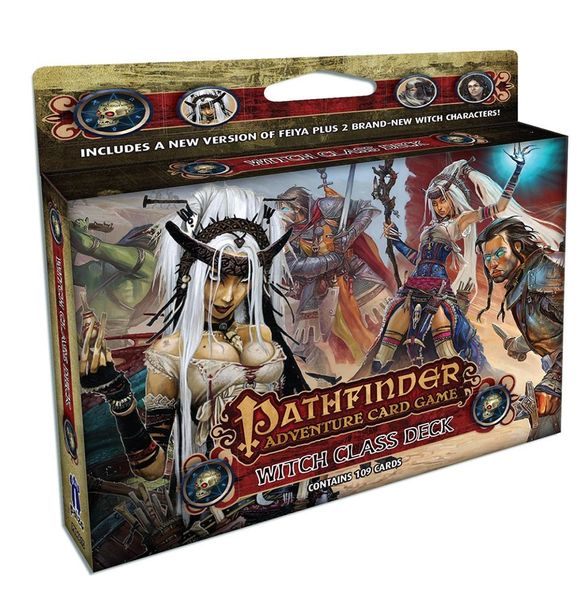 INCLUDES A NEW VERSION OF FEIYA PLUS 2 BRAND-NEW WITCH CHARACTERS!
WITCH CLASS DECK
PATHFINDER
ADVENTURE CARD GAME
WITCH CLASS DECK
CONTAINS 109 CARDS